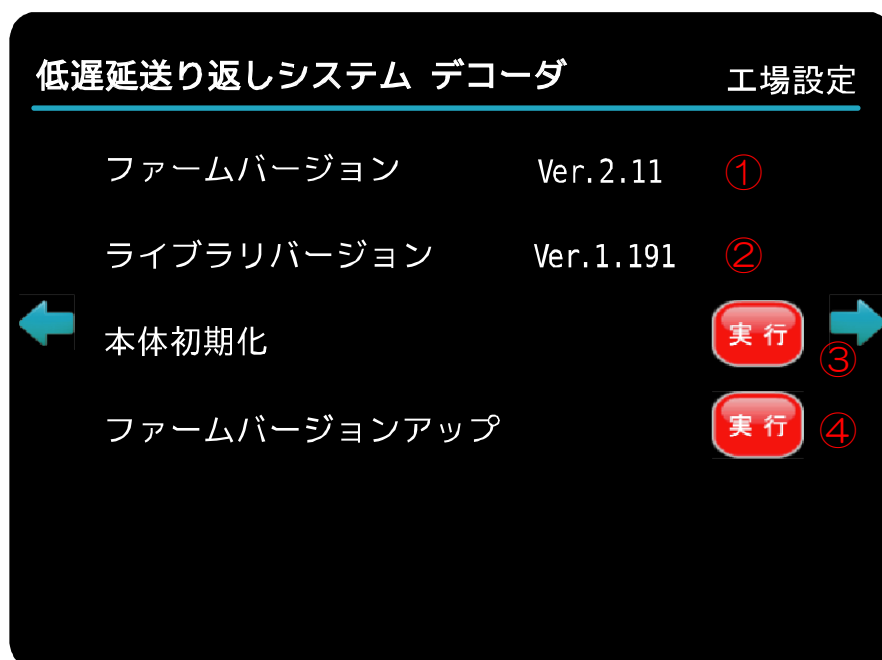 低遅延送り返しシステム デコーダ 工場設定
ファームバージョン Ver.2.11 ①
ライブラリバージョン Ver.1.191 ②
本体初期化 実行 ③
ファームバージョンアップ 実行 ④